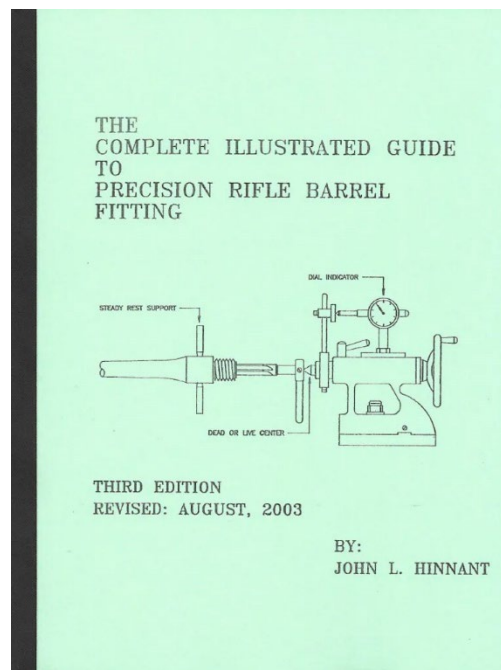 THE
COMPLETE ILLUSTRATED GUIDE
TO
PRECISION RIFLE BARREL
FITTING
DIAL INDICATOR
STEADY REST SUPPORT
DEAD OR LIVE CENTER
THIRD EDITION
REVISED: AUGUST, 2003
BY:
JOHN L. HINNANT